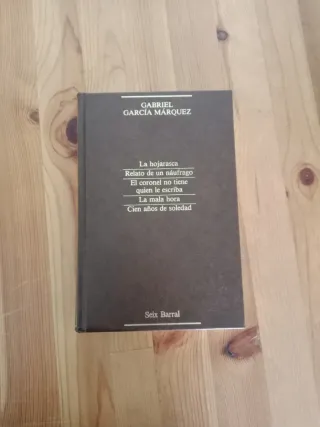 GABRIEL
GARCÍA MÁRQUEZ
La hojarasca
Relato de un náufrago
El coronel no tiene
quien le escriba
La mala hora
Cien años de soledad
Seix Barral